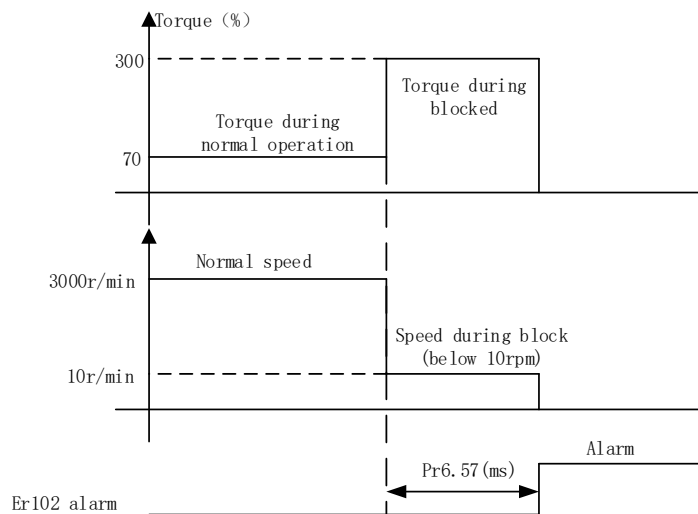 Torque (%)
300
Torque during
blocked
Torque during
normal operation
70
Normal speed
3000r/min
Speed during block
(below 10rpm)
10r/min
Alarm
Pr6.57(ms)
Er102 alarm